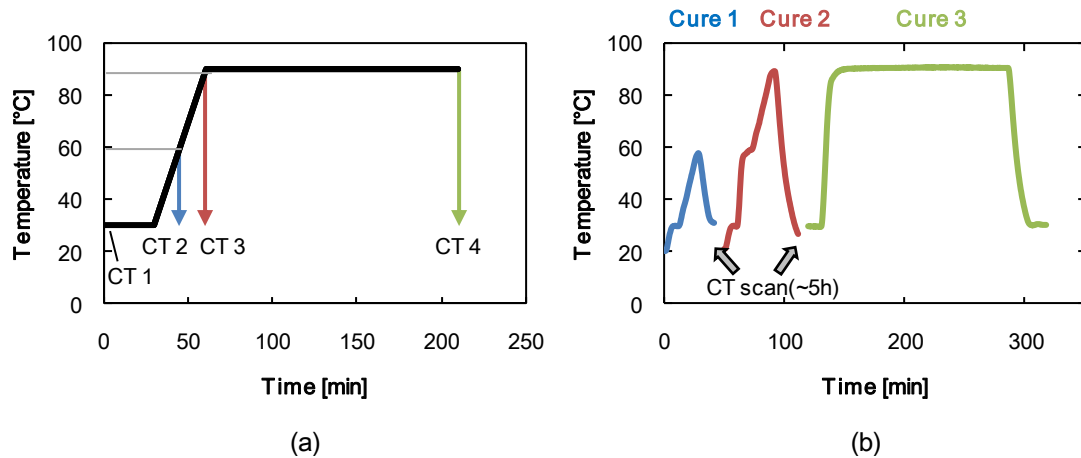 Cure 1 Cure 2 Cure 3
100
80
60
40
20
0
Temperature [°C]
CT 1
CT 2
CT 3
CT 4
0 50 100 150 200 250
Time [min]
(a)
100
80
60
40
20
0
Temperature [°C]
CT scan(~5h)
0 100 200 300
Time [min]
(b)